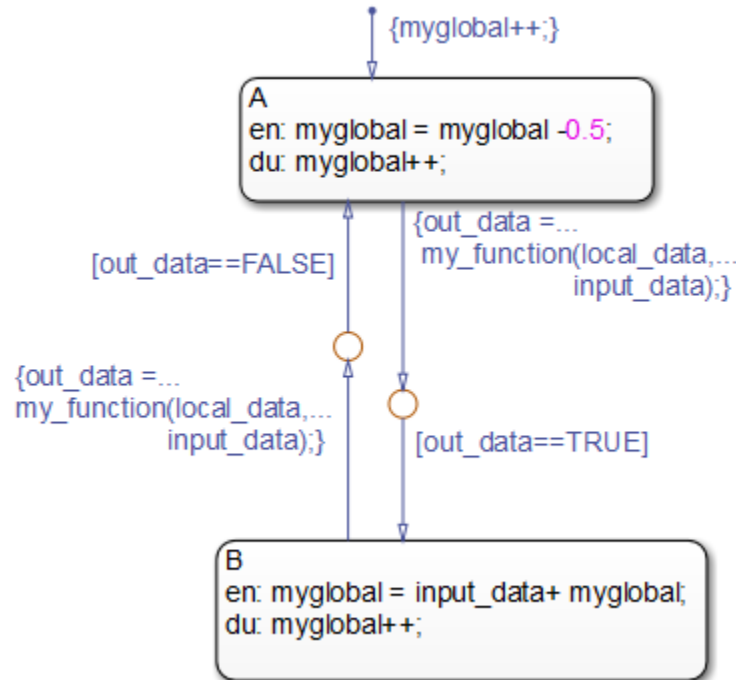 {myglobal++;}
A
en: myglobal = myglobal -0.5;
du: myglobal++;
{out_data =...
my_function(local_data,...
input_data);}
[out_data==FALSE]
{out_data =...
my_function(local_data,...
input_data);}
[out_data==TRUE]
B
en: myglobal = input_data+ myglobal;
du: myglobal++;